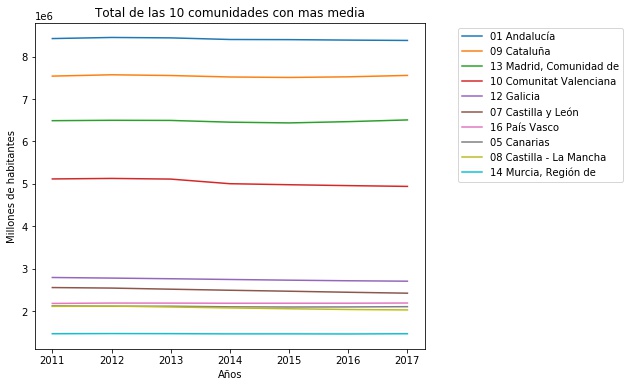 Total de las 10 comunidades con mas media
1e6
8
7
6
5
4
3
2
Millones de habitantes
2011 2012 2013 2014 2015 2016 2017
Años
01 Andalucía
09 Cataluña
13 Madrid, Comunidad de
10 Comunitat Valenciana
12 Galicia
07 Castilla y León
16 País Vasco
05 Canarias
08 Castilla - La Mancha
14 Murcia, Región de